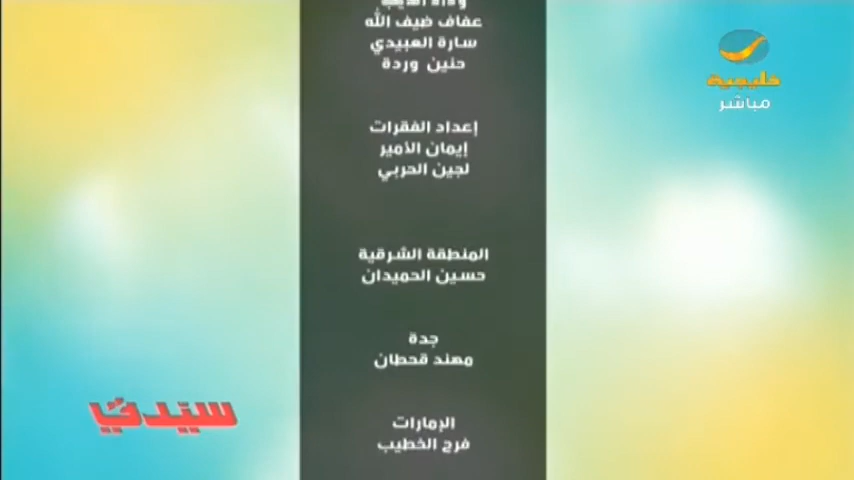 عفاف ضيف الله
سارة العبيدي
حنين وردة
إعداد الفقرات
إيمان الأمير
لجين الحربي
المنطقة الشرقية
حسين الحميدان
جدة
مهند قحطان
الإمارات
فرح الخطيب
خليجية
مباشر
سيدتي